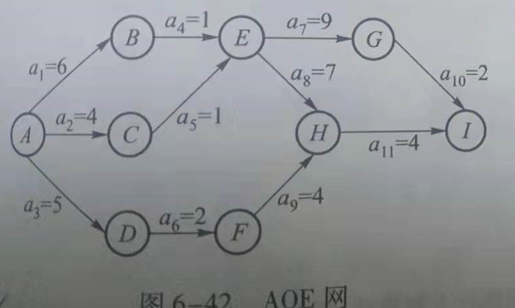 B
a₄=1
E
a₇=9
G
a₁=6
a₈=7
a₁₀=2
A
a₂=4
C
a₅=1
H
a₁₁=4
I
a₃=5
D
a₆=2
F
a₉=4
图 6-42 AOE 网